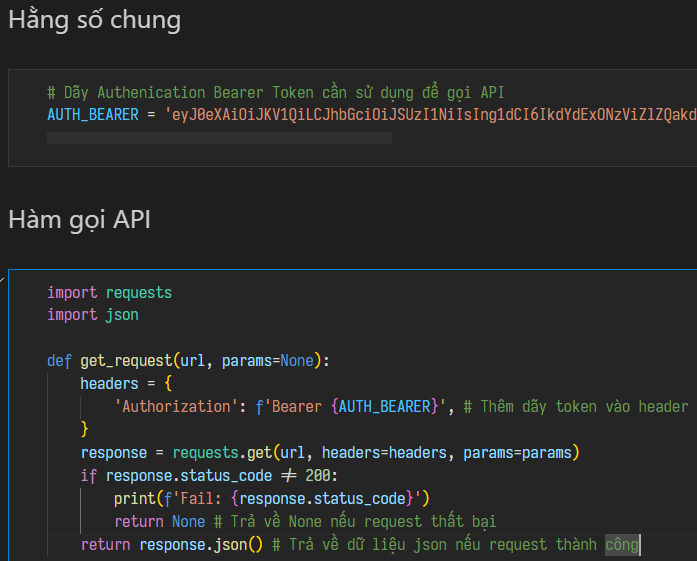 Hằng số chung
# Dãy Authenication Bearer Token cần sử dụng để gọi API
AUTH_BEARER = 'eyJ0eXAiOiJKV1QiLCJhbGciOiJSUzI1NiIsIng1dCI6IkdYdExONzViZlZQakd
Hàm gọi API
import requests
import json
def get_request(url, params=None):
headers = {
'Authorization': f'Bearer {AUTH_BEARER}', # Thêm dãy token vào header
}
response = requests.get(url, headers=headers, params=params)
if response.status_code != 200:
print(f'Fail: {response.status_code}')
return None # Trả về None nếu request thất bại
return response.json() # Trả về dữ liệu json nếu request thành công